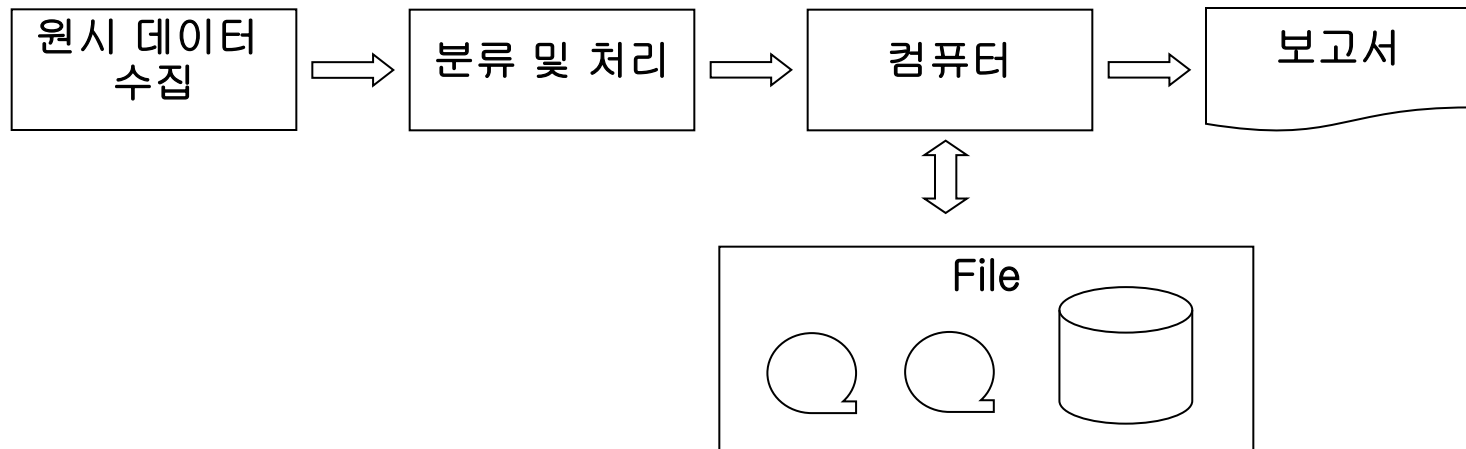 원시 데이터
수집
분류 및 처리
컴퓨터
보고서
File